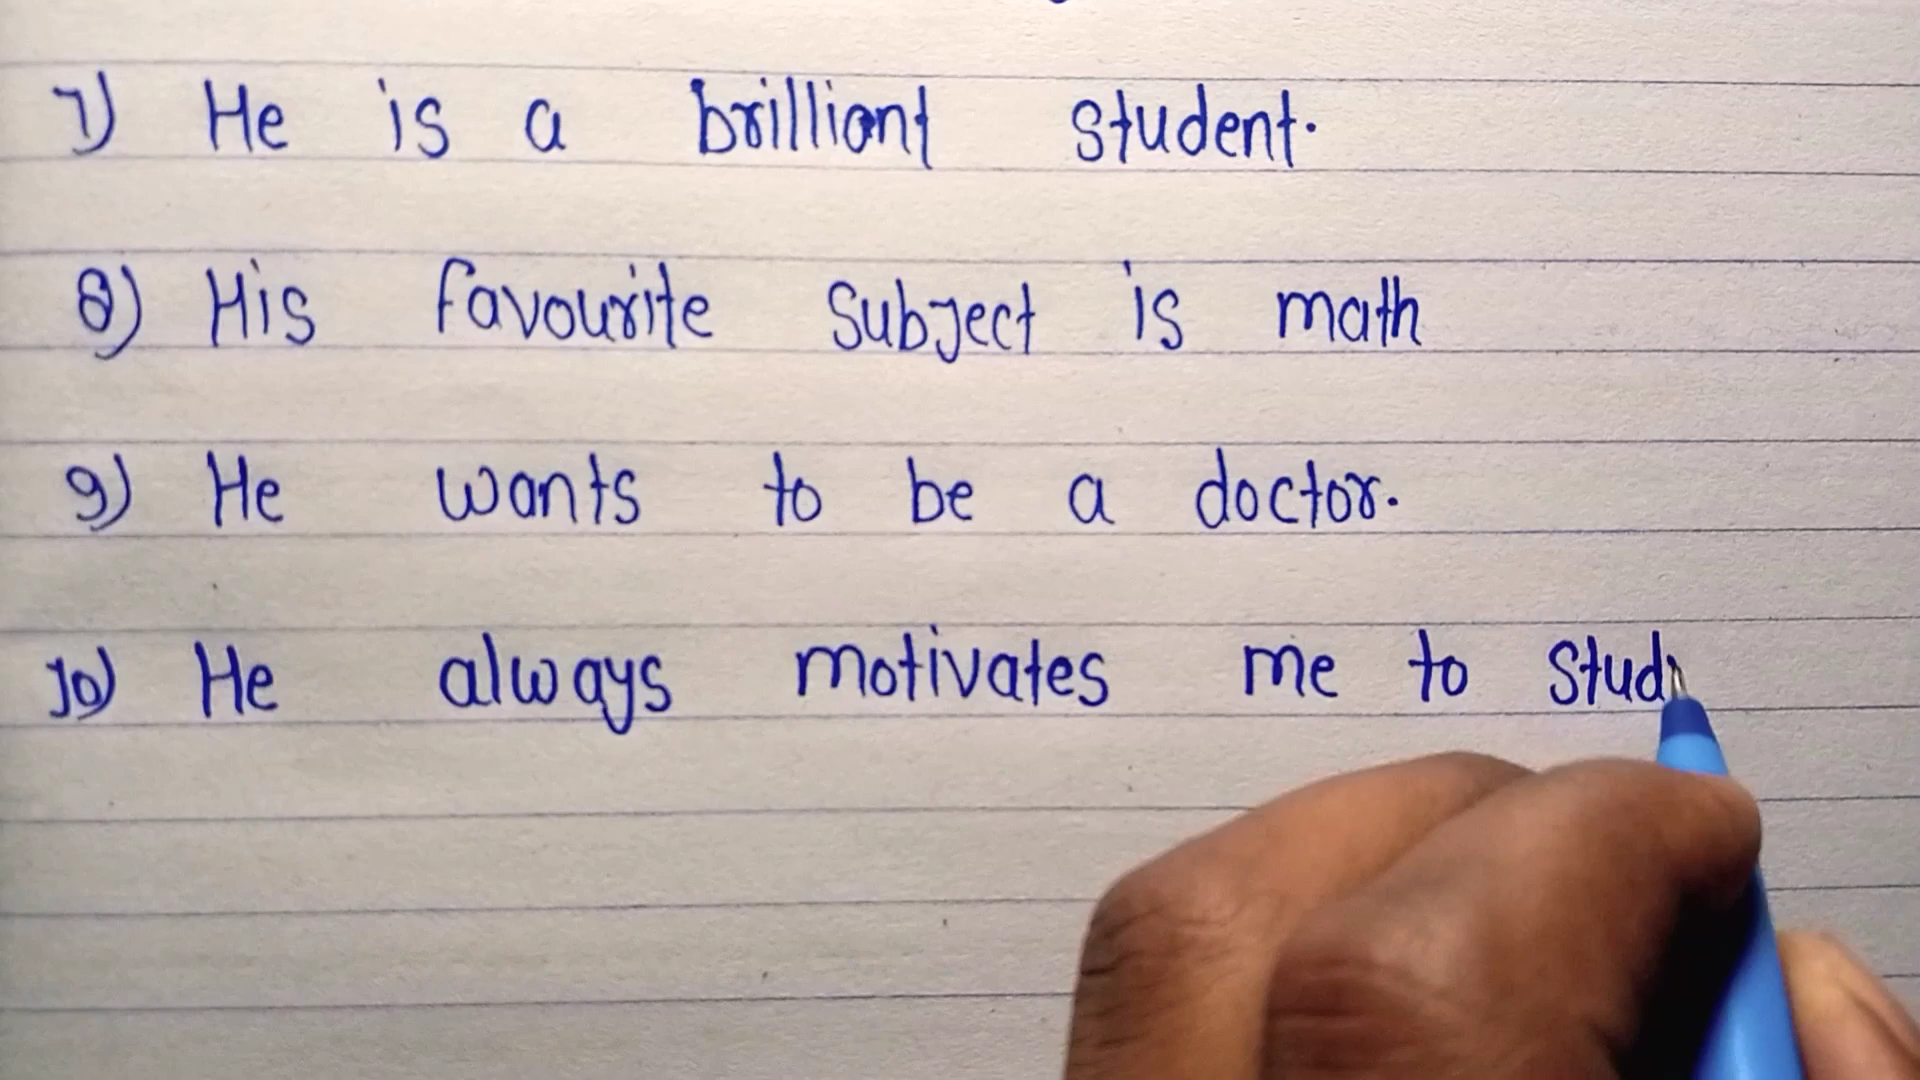 7) He is a brilliant student.
8) His favourite subject is math
9) He wants to be a doctor.
10) He always motivates me to stud